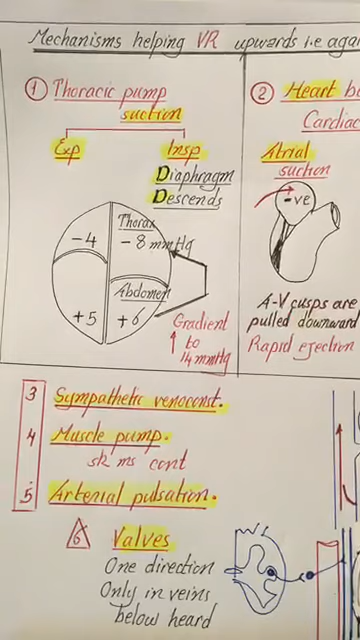 Mechanisms helping VR upwards i.e aga
① Thoracic pump
suction
Exp
Insp
Diaphragm
Descends
Thorax
-4
- 8 mmHg
Abdomen
+5
+6
Gradient
↑ to
14 mmHg
② Heart b
Cardiac
Atrial
suction
-ve
A-V cusps are
pulled downward
Rapid ejection
3 Sympathetic venoconst.
4 Muscle pump.
sk ms cont
5 Arterial pulsation.
6 Valves
One direction
Only in veins
below heard